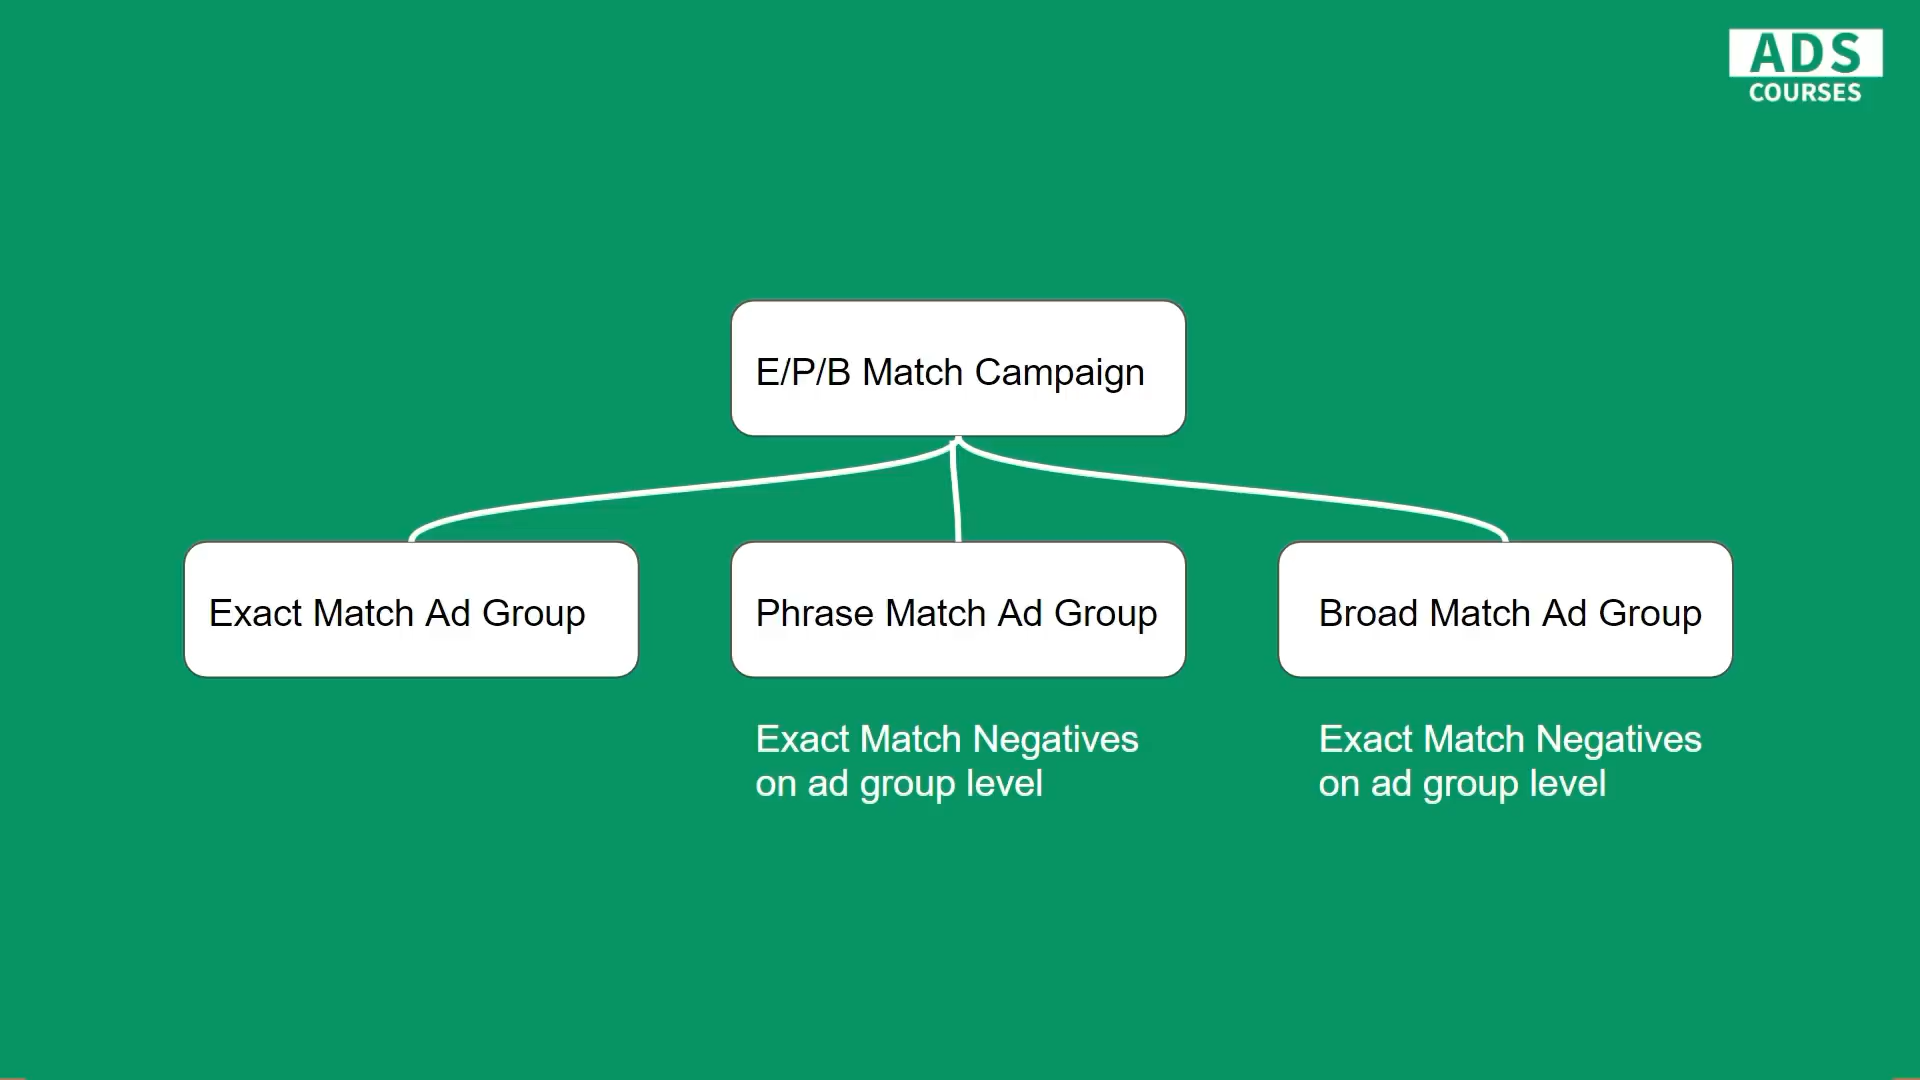 ADS
COURSES
E/P/B Match Campaign
Exact Match Ad Group
Phrase Match Ad Group
Broad Match Ad Group
Exact Match Negatives
on ad group level
Exact Match Negatives
on ad group level